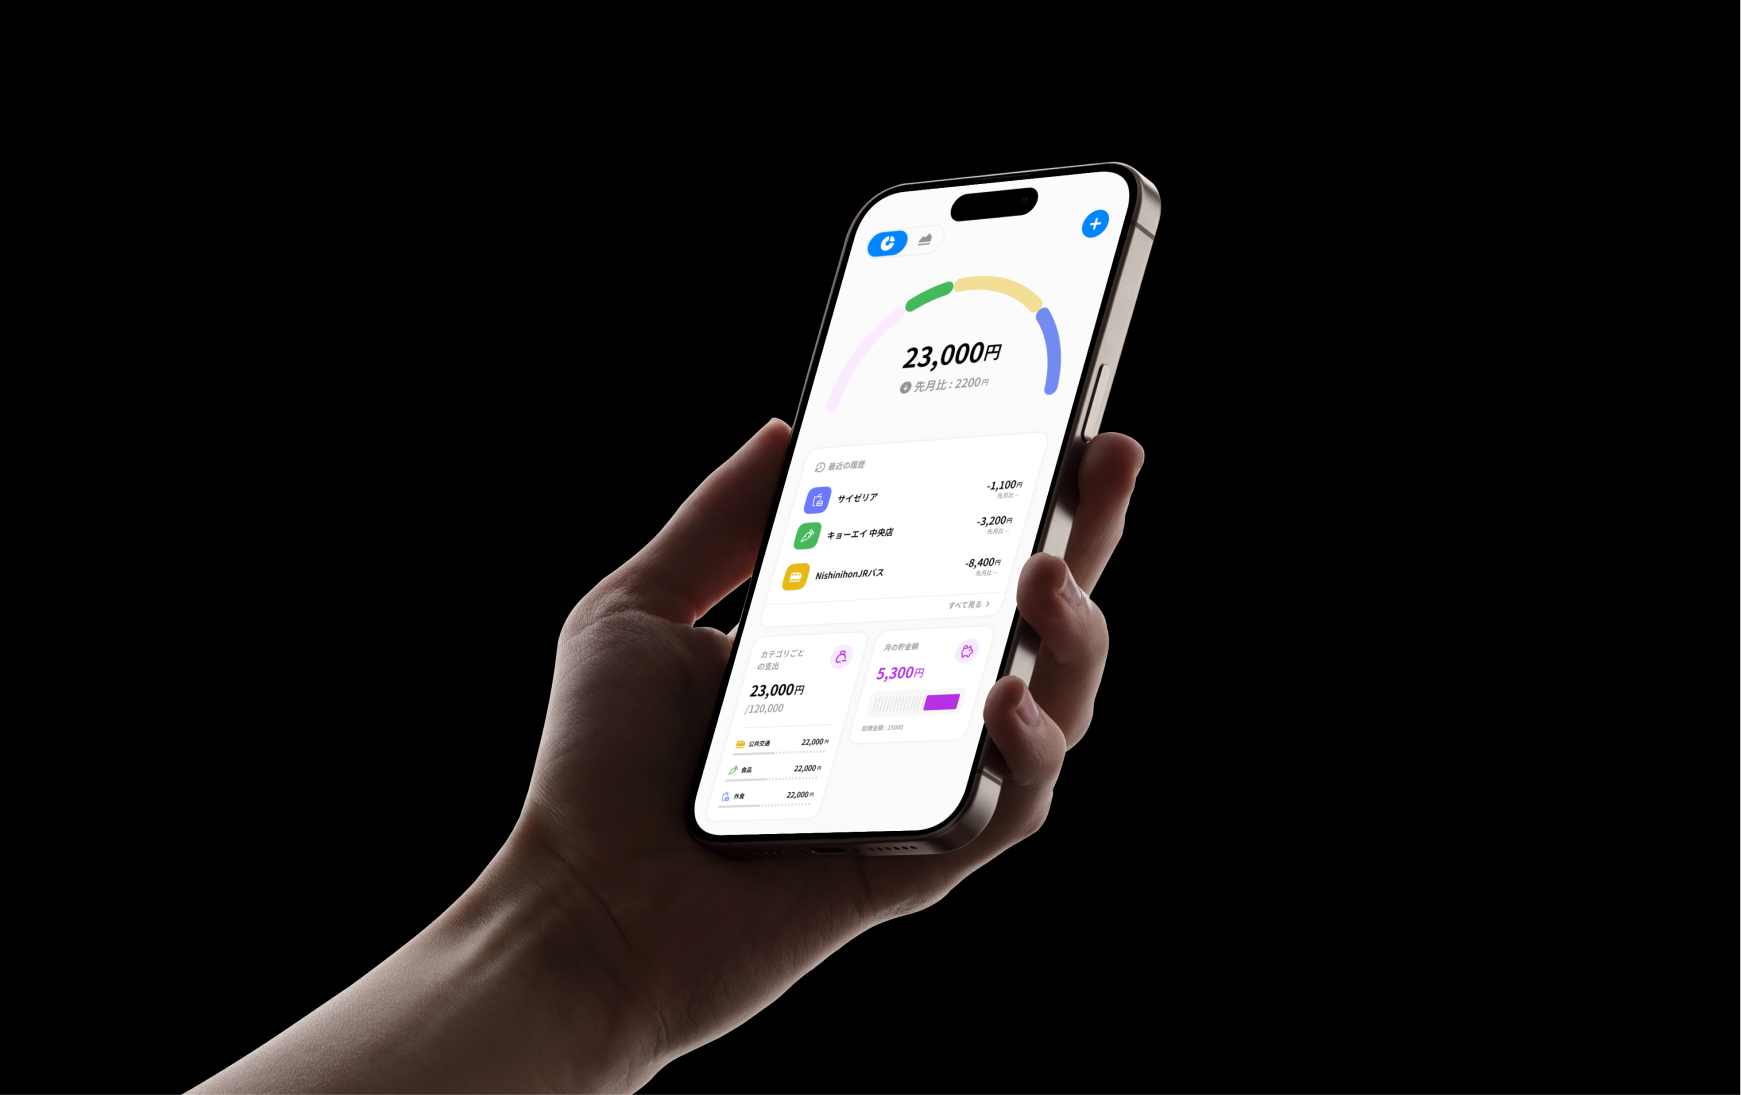 23,000円
先月比 : 2200円
最近の履歴
サイゼリア
-1,100円
先月比 --
キョーエイ 中央店
-3,200円
先月比 --
NishinihonJRバス
-8,400円
先月比 --
すべて見る
カテゴリごと
の支出
23,000円
/120,000
公共交通 22,000円
食品 22,000円
外食 22,000円
月の貯金額
5,300円
目標金額 : 15000